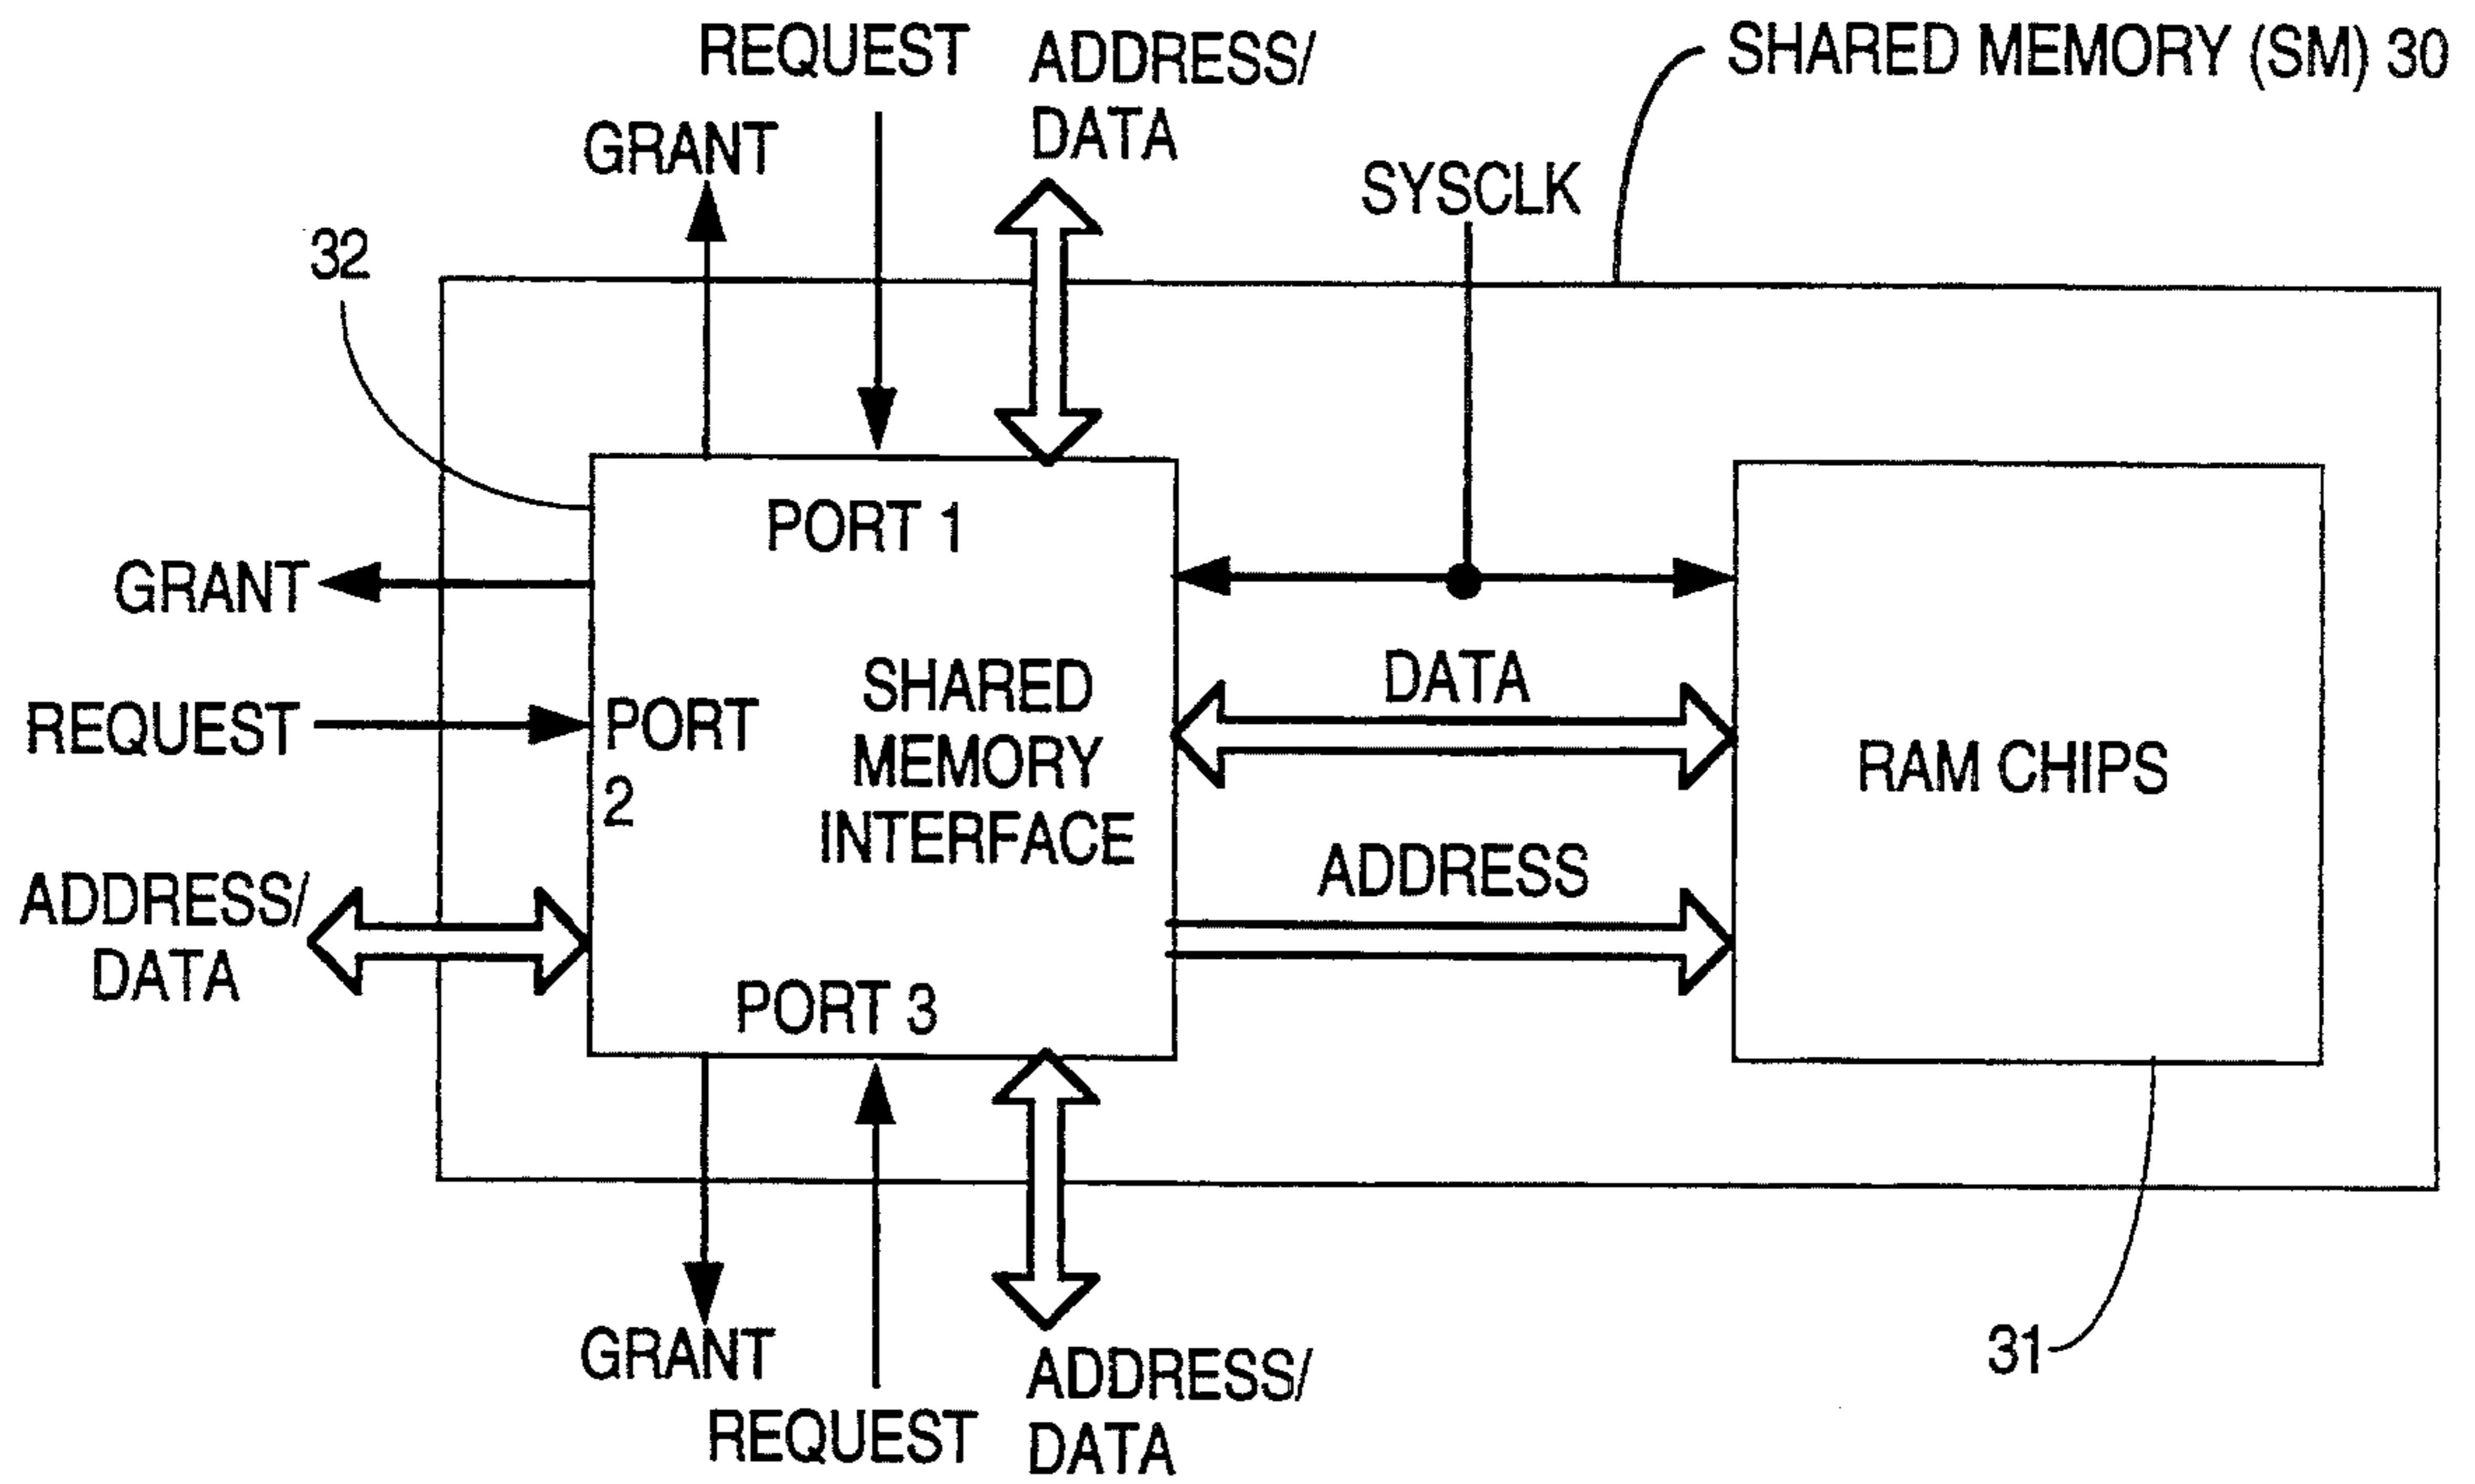 REQUEST
ADDRESS/
DATA
SHARED MEMORY (SM) 30
GRANT
SYSCLK
32
PORT 1
GRANT
REQUEST
PORT
2
SHARED
MEMORY
INTERFACE
DATA
RAM CHIPS
ADDRESS
ADDRESS/
DATA
PORT 3
GRANT
REQUEST
ADDRESS/
DATA
31